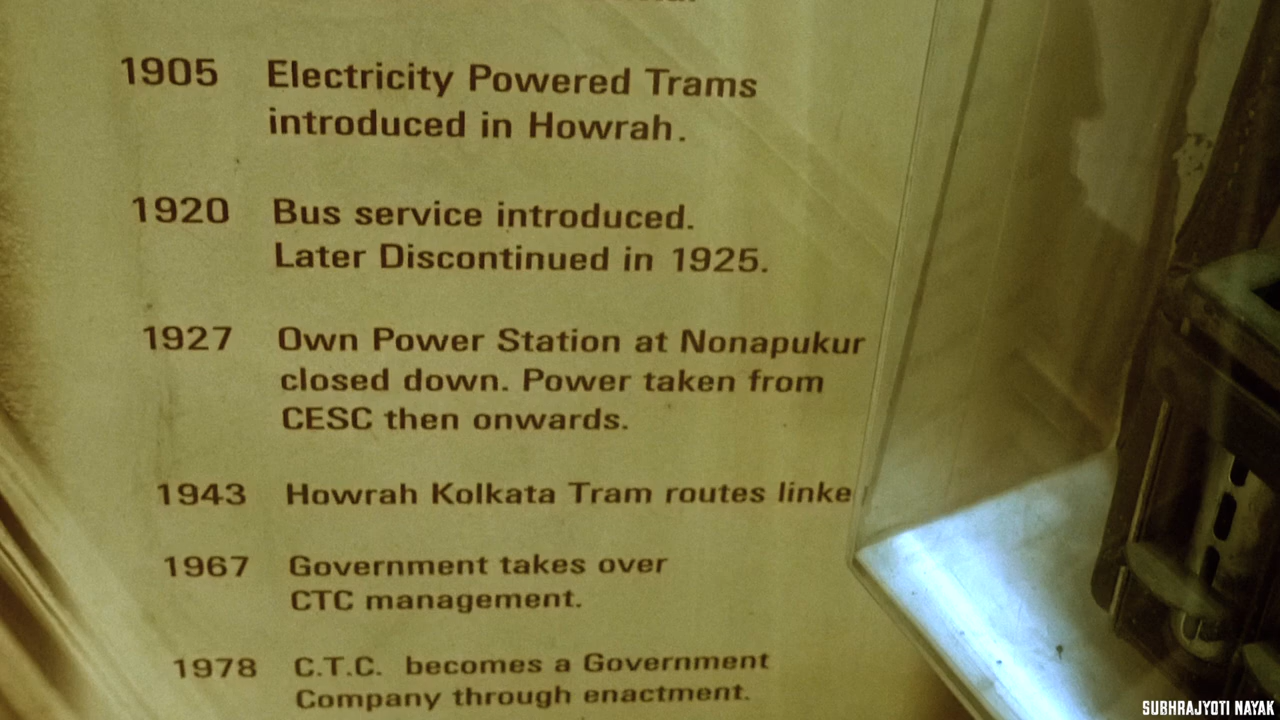 1905 Electricity Powered Trams
introduced in Howrah.
1920 Bus service introduced.
Later Discontinued in 1925.
1927 Own Power Station at Nonapukur
closed down. Power taken from
CESC then onwards.
1943 Howrah Kolkata Tram routes linke
1967 Government takes over
CTC management.
1978 C.T.C. becomes a Government
Company through enactment.
SUBHRAJYOTI NAYAK